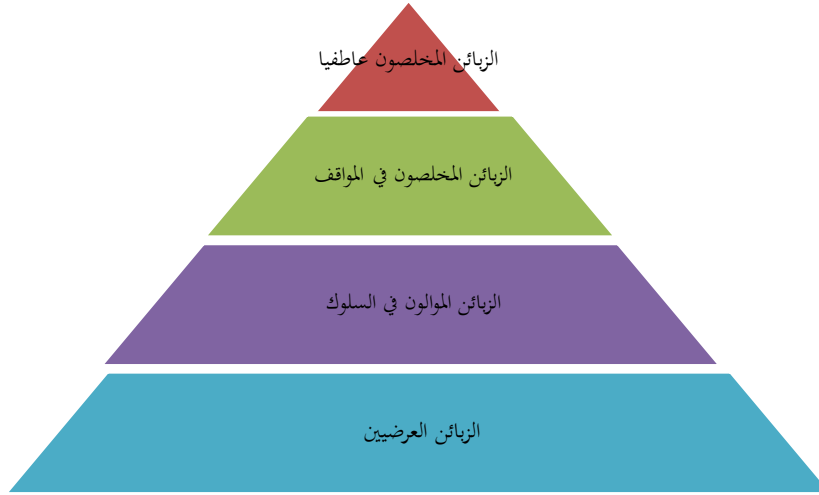 الزبائن المخلصون عاطفيا
الزبائن المخلصون في المواقف
الزبائن الموالون في السلوك
الزبائن العرضيين